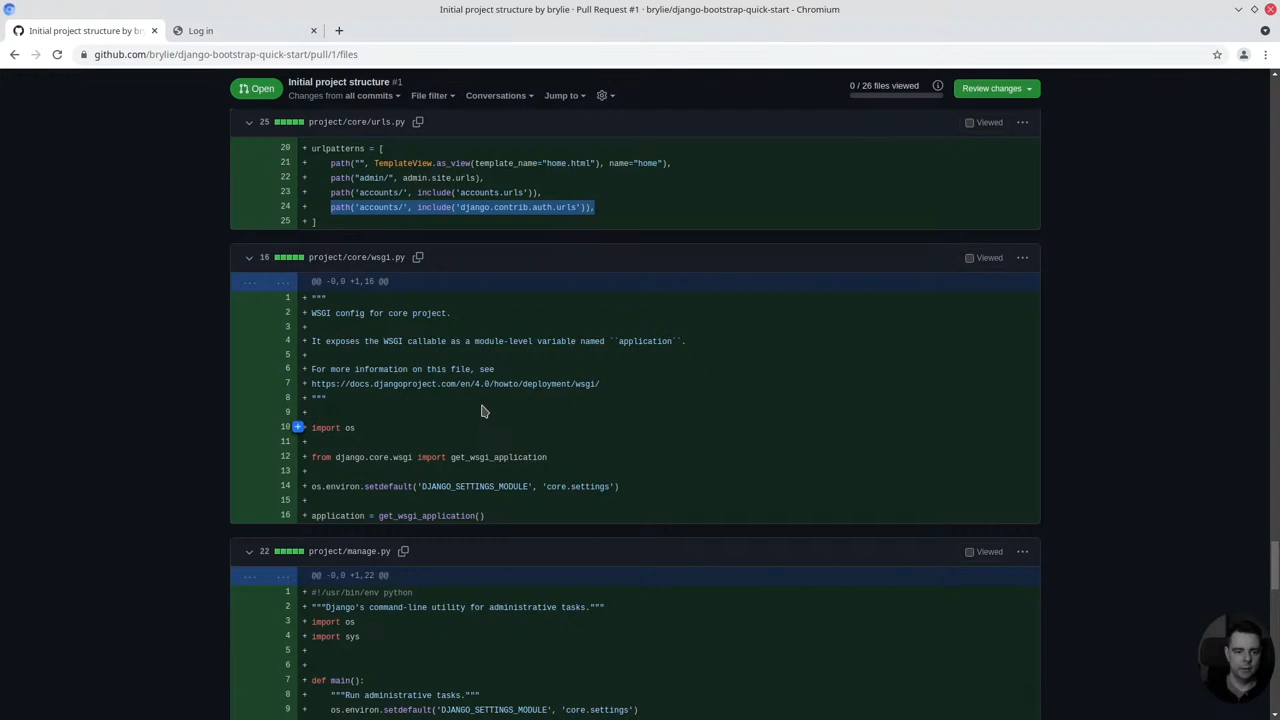 Initial project structure by brylie · Pull Request #1 · brylie/django-bootstrap-quick-start - Chromium
Initial project structure by br
Log in
github.com/brylie/django-bootstrap-quick-start/pull/1/files
Open
Initial project structure #1
Changes from all commits
File filter
Conversations
Jump to
0 / 26 files viewed
Review changes
25 project/core/urls.py
Viewed
20 + urlpatterns = [
21 + path("", TemplateView.as_view(template_name="home.html"), name="home"),
22 + path("admin/", admin.site.urls),
23 + path('accounts/', include('accounts.urls')),
24 + path('accounts/', include('django.contrib.auth.urls')),
25 + ]
16 project/core/wsgi.py
Viewed
... ... @@ -0,0 +1,16 @@
1 + """
2 + WSGI config for core project.
3 +
4 + It exposes the WSGI callable as a module-level variable named ``application``.
5 +
6 + For more information on this file, see
7 + https://docs.djangoproject.com/en/4.0/howto/deployment/wsgi/
8 + """
9 +
10 + import os
11 +
12 + from django.core.wsgi import get_wsgi_application
13 +
14 + os.environ.setdefault('DJANGO_SETTINGS_MODULE', 'core.settings')
15 +
16 + application = get_wsgi_application()
22 project/manage.py
Viewed
... ... @@ -0,0 +1,22 @@
1 + #!/usr/bin/env python
2 + """Django's command-line utility for administrative tasks."""
3 + import os
4 + import sys
5 +
6 +
7 + def main():
8 + """Run administrative tasks."""
9 + os.environ.setdefault('DJANGO_SETTINGS_MODULE', 'core.settings')